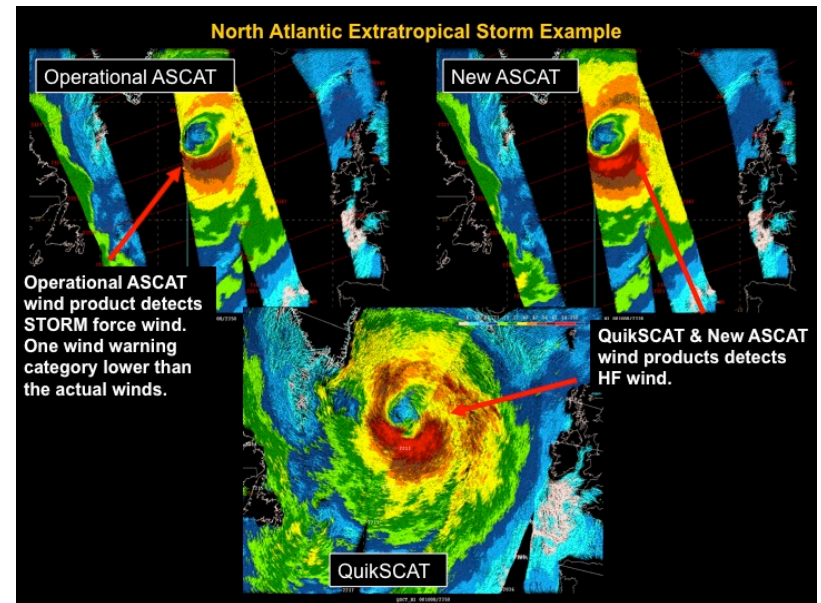 North Atlantic Extratropical Storm Example
Operational ASCAT
New ASCAT
Operational ASCAT
wind product detects
STORM force wind.
One wind warning
category lower than
the actual winds.
QuikSCAT & New ASCAT
wind products detects
HF wind.
QuikSCAT